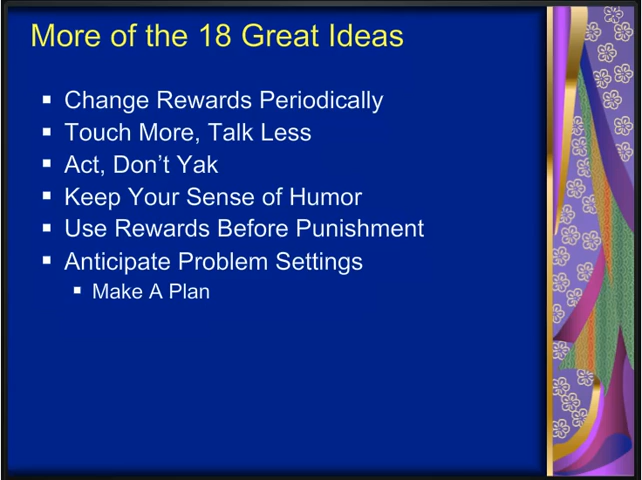 More of the 18 Great Ideas
Change Rewards Periodically
Touch More, Talk Less
Act, Don't Yak
Keep Your Sense of Humor
Use Rewards Before Punishment
Anticipate Problem Settings
Make A Plan